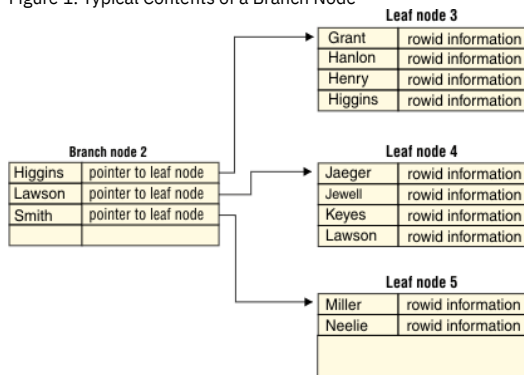 Figure 1. Typical Contents of a Branch Node
Leaf node 3
Grant rowid information
Hanlon rowid information
Henry rowid information
Higgins rowid information
Branch node 2
Higgins pointer to leaf node
Lawson pointer to leaf node
Smith pointer to leaf node
Leaf node 4
Jaeger rowid information
Jewell rowid information
Keyes rowid information
Lawson rowid information
Leaf node 5
Miller rowid information
Neelie rowid information